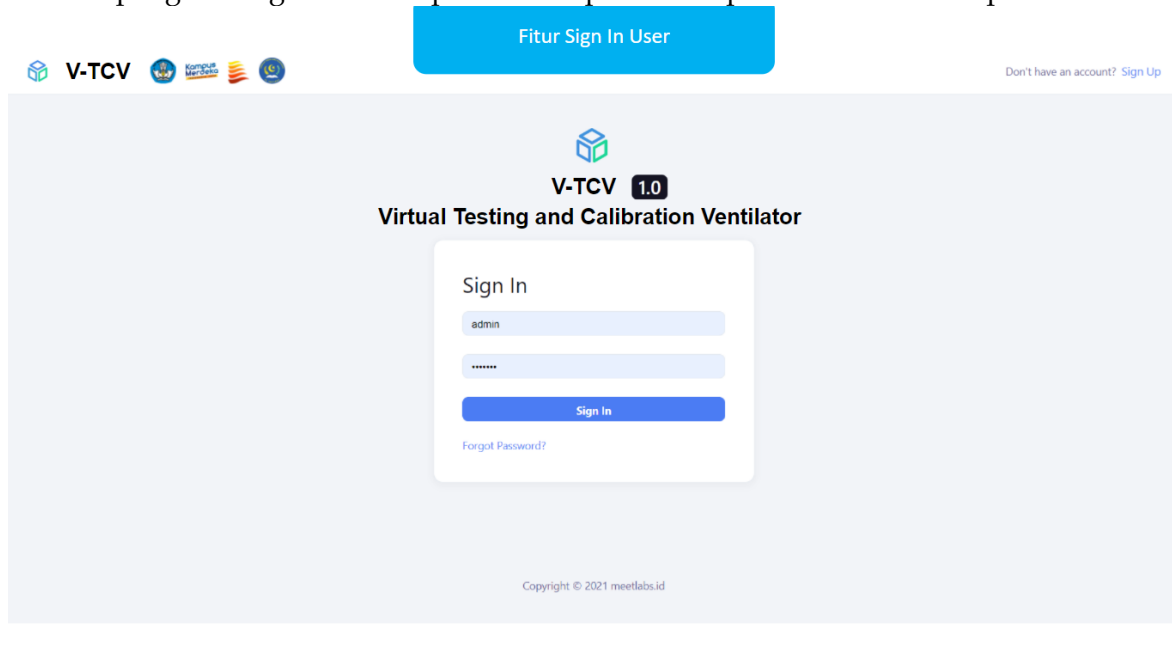 Fitur Sign In User
V-TCV
Kampus
Merdeka
Don't have an account? Sign Up
V-TCV 1.0
Virtual Testing and Calibration Ventilator
Sign In
admin
•••••••
Sign In
Forgot Password?
Copyright © 2021 meetlabs.id